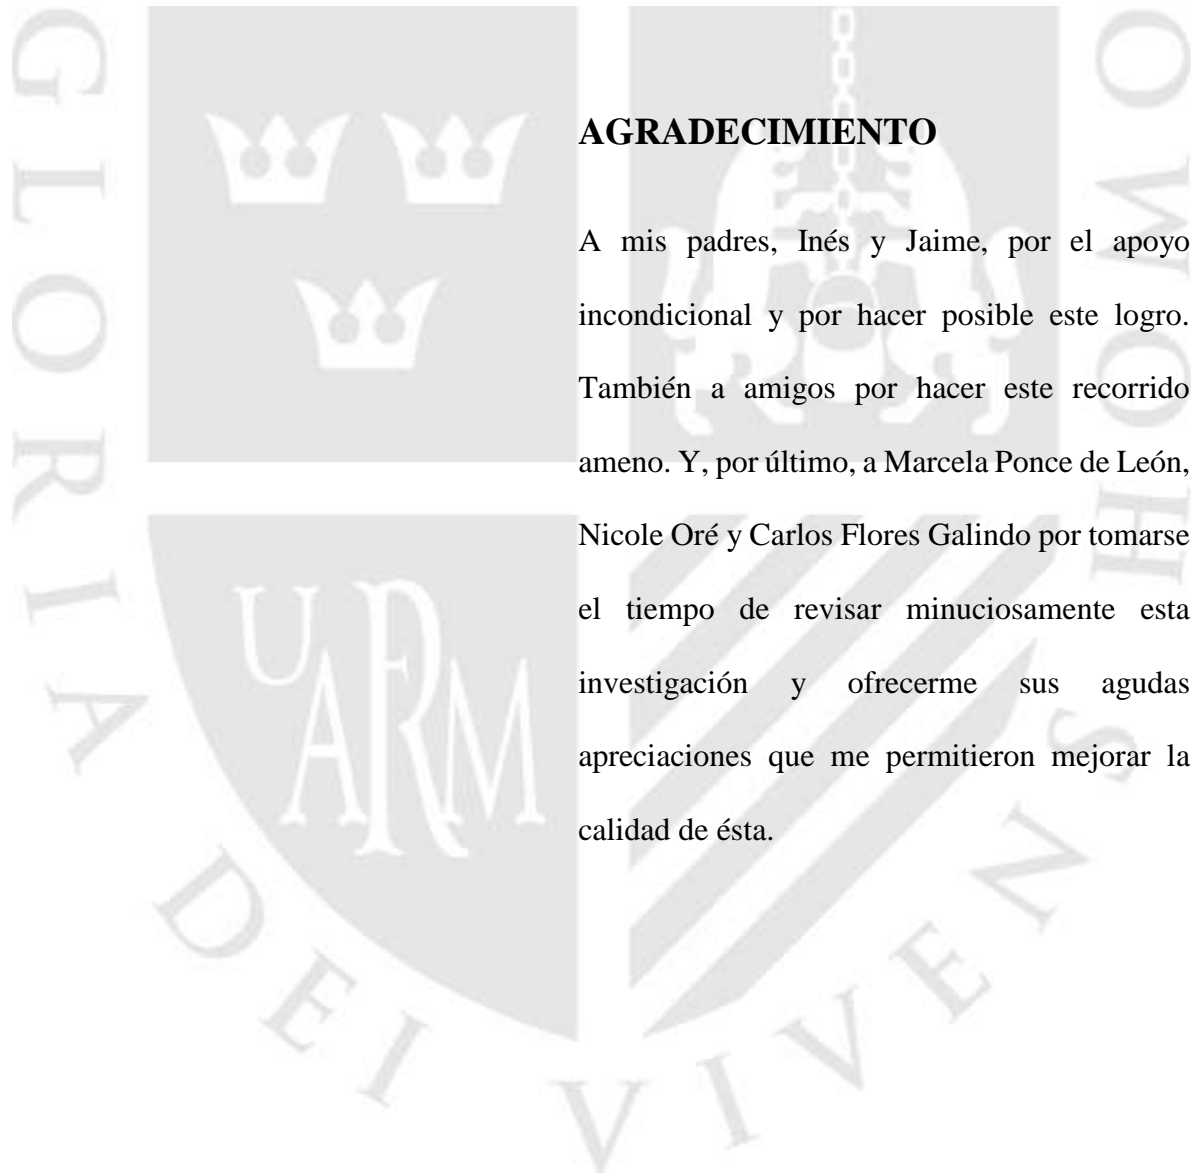 AGRADECIMIENTO
A mis padres, Inés y Jaime, por el apoyo
incondicional y por hacer posible este logro.
También a amigos por hacer este recorrido
ameno. Y, por último, a Marcela Ponce de León,
Nicole Oré y Carlos Flores Galindo por tomarse
el tiempo de revisar minuciosamente esta
investigación y ofrecerme sus agudas
apreciaciones que me permitieron mejorar la
calidad de ésta.
GLORIA DEI VIVENS HOMO
UARM